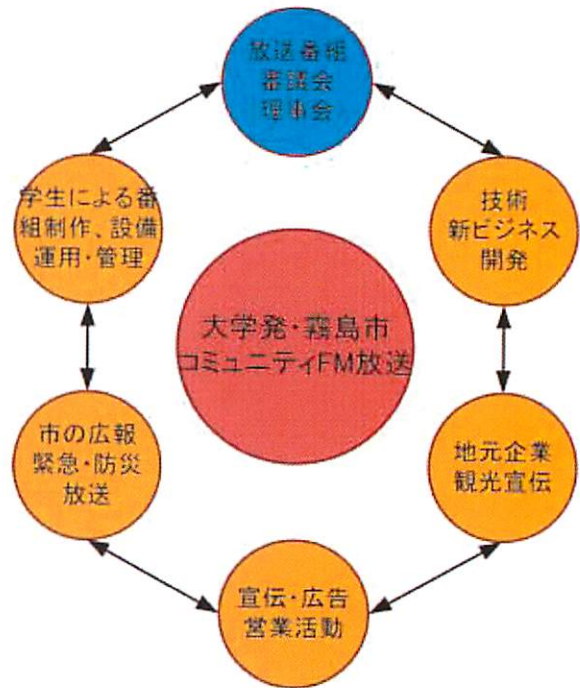 放送番組
審議会
理事会
学生による番
組制作、設備
運用・管理
技術
新ビジネス
開発
大学発・霧島市
コミュニティFM放送
市の広報
緊急・防災
放送
地元企業
観光宣伝
宣伝・広告
営業活動